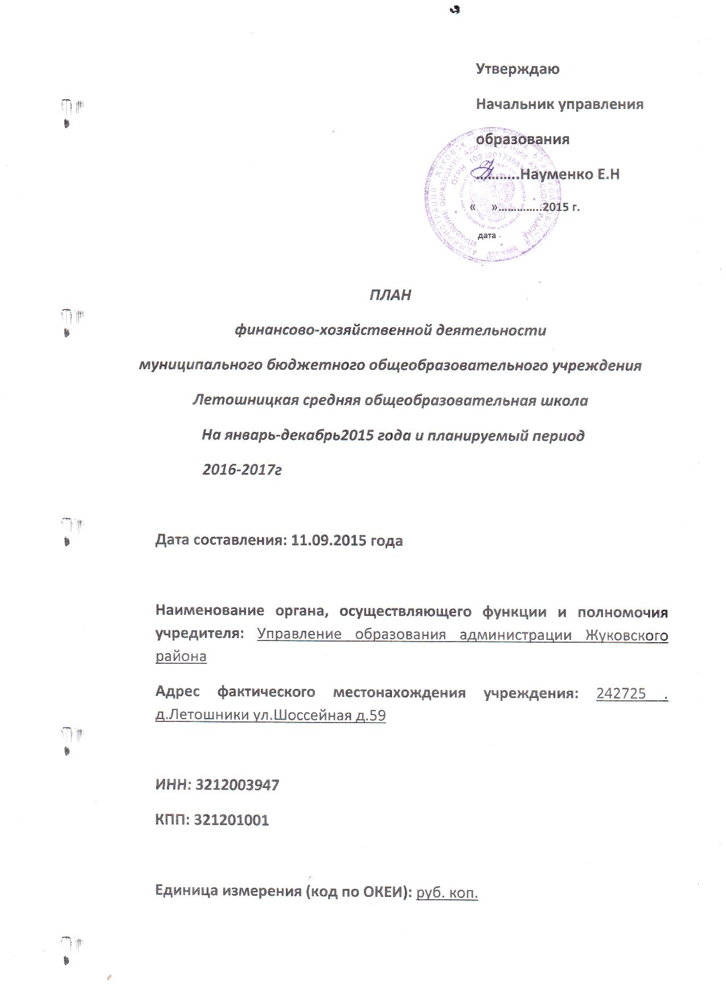 Утверждаю
Начальник управления
образования
...........Науменко Е.Н
« »..............2015 г.
дата
ПЛАН
финансово-хозяйственной деятельности
муниципального бюджетного общеобразовательного учреждения
Летошницкая средняя общеобразовательная школа
На январь-декабрь2015 года и планируемый период
2016-2017г
Дата составления: 11.09.2015 года
Наименование органа, осуществляющего функции и полномочия
учредителя: Управление образования администрации Жуковского
района
Адрес фактического местонахождения учреждения: 242725 .
д.Летошники ул.Шоссейная д.59
ИНН: 3212003947
КПП: 321201001
Единица измерения (код по ОКЕИ): руб. коп.